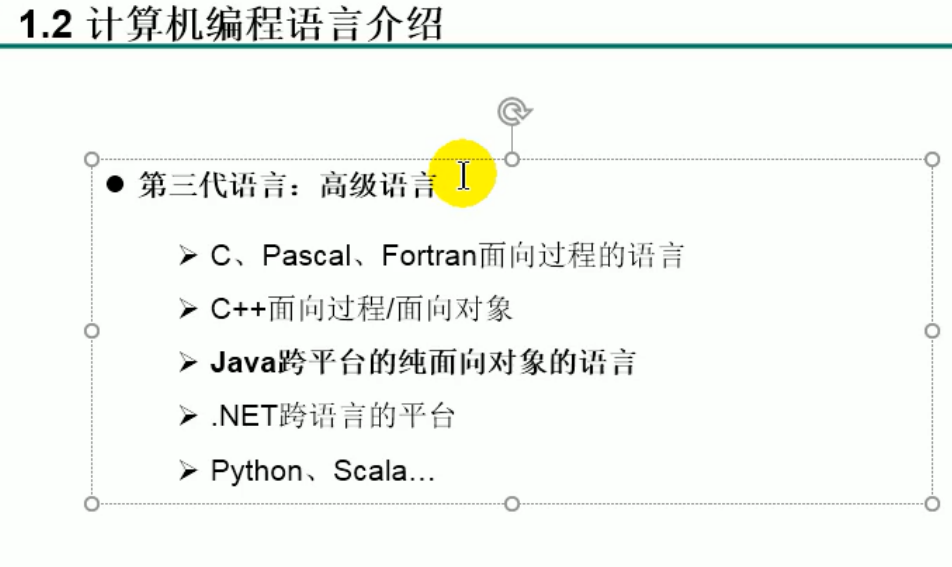 1.2 计算机编程语言介绍
● 第三代语言：高级语言
➢ C、Pascal、Fortran面向过程的语言
➢ C++面向过程/面向对象
➢ Java跨平台的纯面向对象的语言
➢ .NET跨语言的平台
➢ Python、Scala…